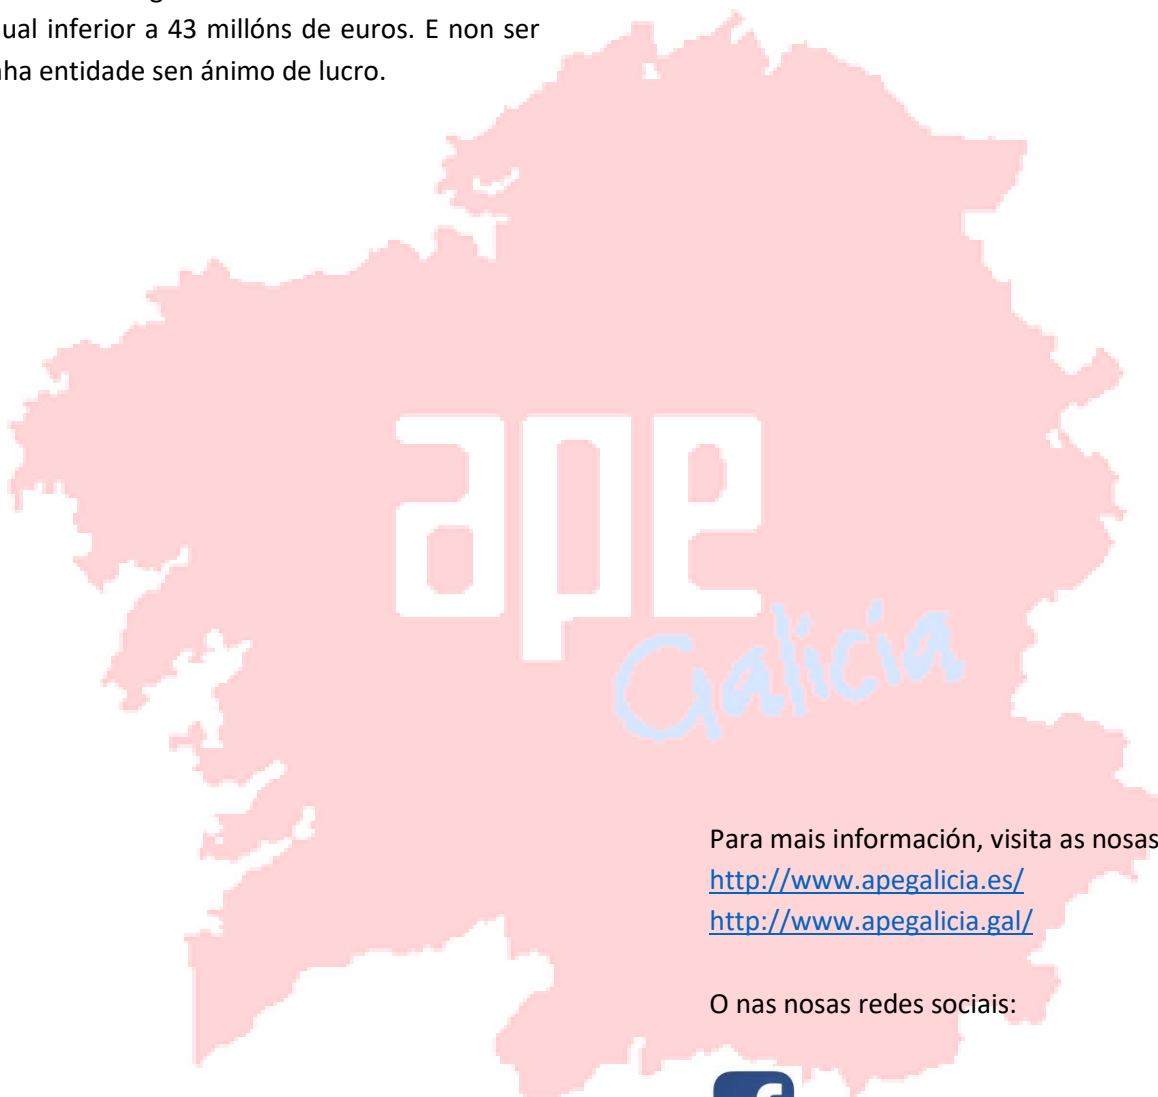 ual inferior a 43 millóns de euros. E non ser
ha entidade sen ánimo de lucro.
ape
Galicia
Para mais información, visita as nosas
http://www.apegalicia.es/
http://www.apegalicia.gal/
O nas nosas redes sociais: